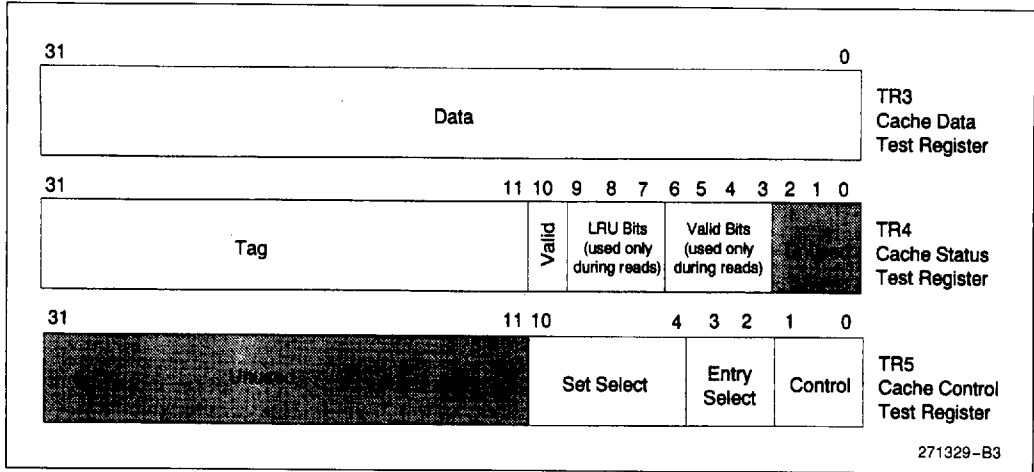 31 0
Data
TR3
Cache Data
Test Register
31 11 10 9 8 7 6 5 4 3 2 1 0
Tag
Valid
LRU Bits
(used only
during reads)
Valid Bits
(used only
during reads)
TR4
Cache Status
Test Register
31 11 10 4 3 2 1 0
Unused
Set Select
Entry
Select
Control
TR5
Cache Control
Test Register
271329-B3